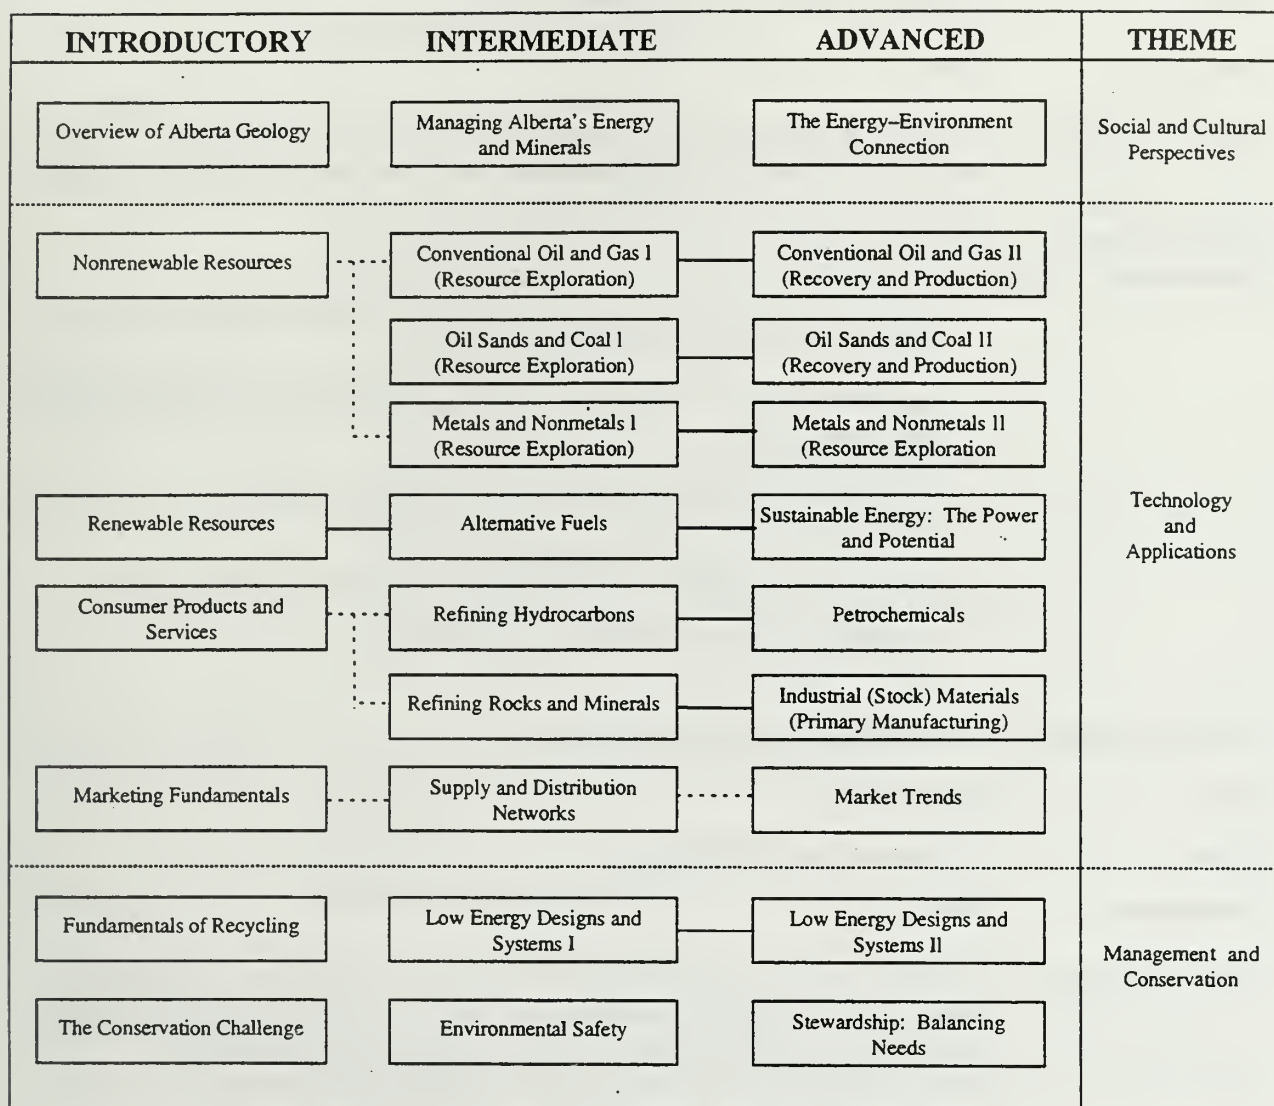 INTRODUCTORY INTERMEDIATE ADVANCED THEME
Overview of Alberta Geology
Managing Alberta's Energy
and Minerals
The Energy–Environment
Connection
Social and Cultural
Perspectives
Nonrenewable Resources
Conventional Oil and Gas I
(Resource Exploration)
Conventional Oil and Gas II
(Recovery and Production)
Oil Sands and Coal I
(Resource Exploration)
Oil Sands and Coal II
(Recovery and Production)
Metals and Nonmetals I
(Resource Exploration)
Metals and Nonmetals II
(Resource Exploration
Renewable Resources
Alternative Fuels
Sustainable Energy: The Power
and Potential
Technology
and
Applications
Consumer Products and
Services
Refining Hydrocarbons
Petrochemicals
Refining Rocks and Minerals
Industrial (Stock) Materials
(Primary Manufacturing)
Marketing Fundamentals
Supply and Distribution
Networks
Market Trends
Fundamentals of Recycling
Low Energy Designs and
Systems I
Low Energy Designs and
Systems II
Management and
Conservation
The Conservation Challenge
Environmental Safety
Stewardship: Balancing
Needs